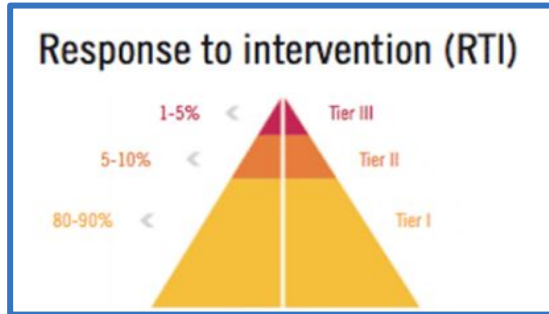 Response to intervention (RTI)
1-5% < Tier III
5-10% < Tier II
80-90% < Tier I